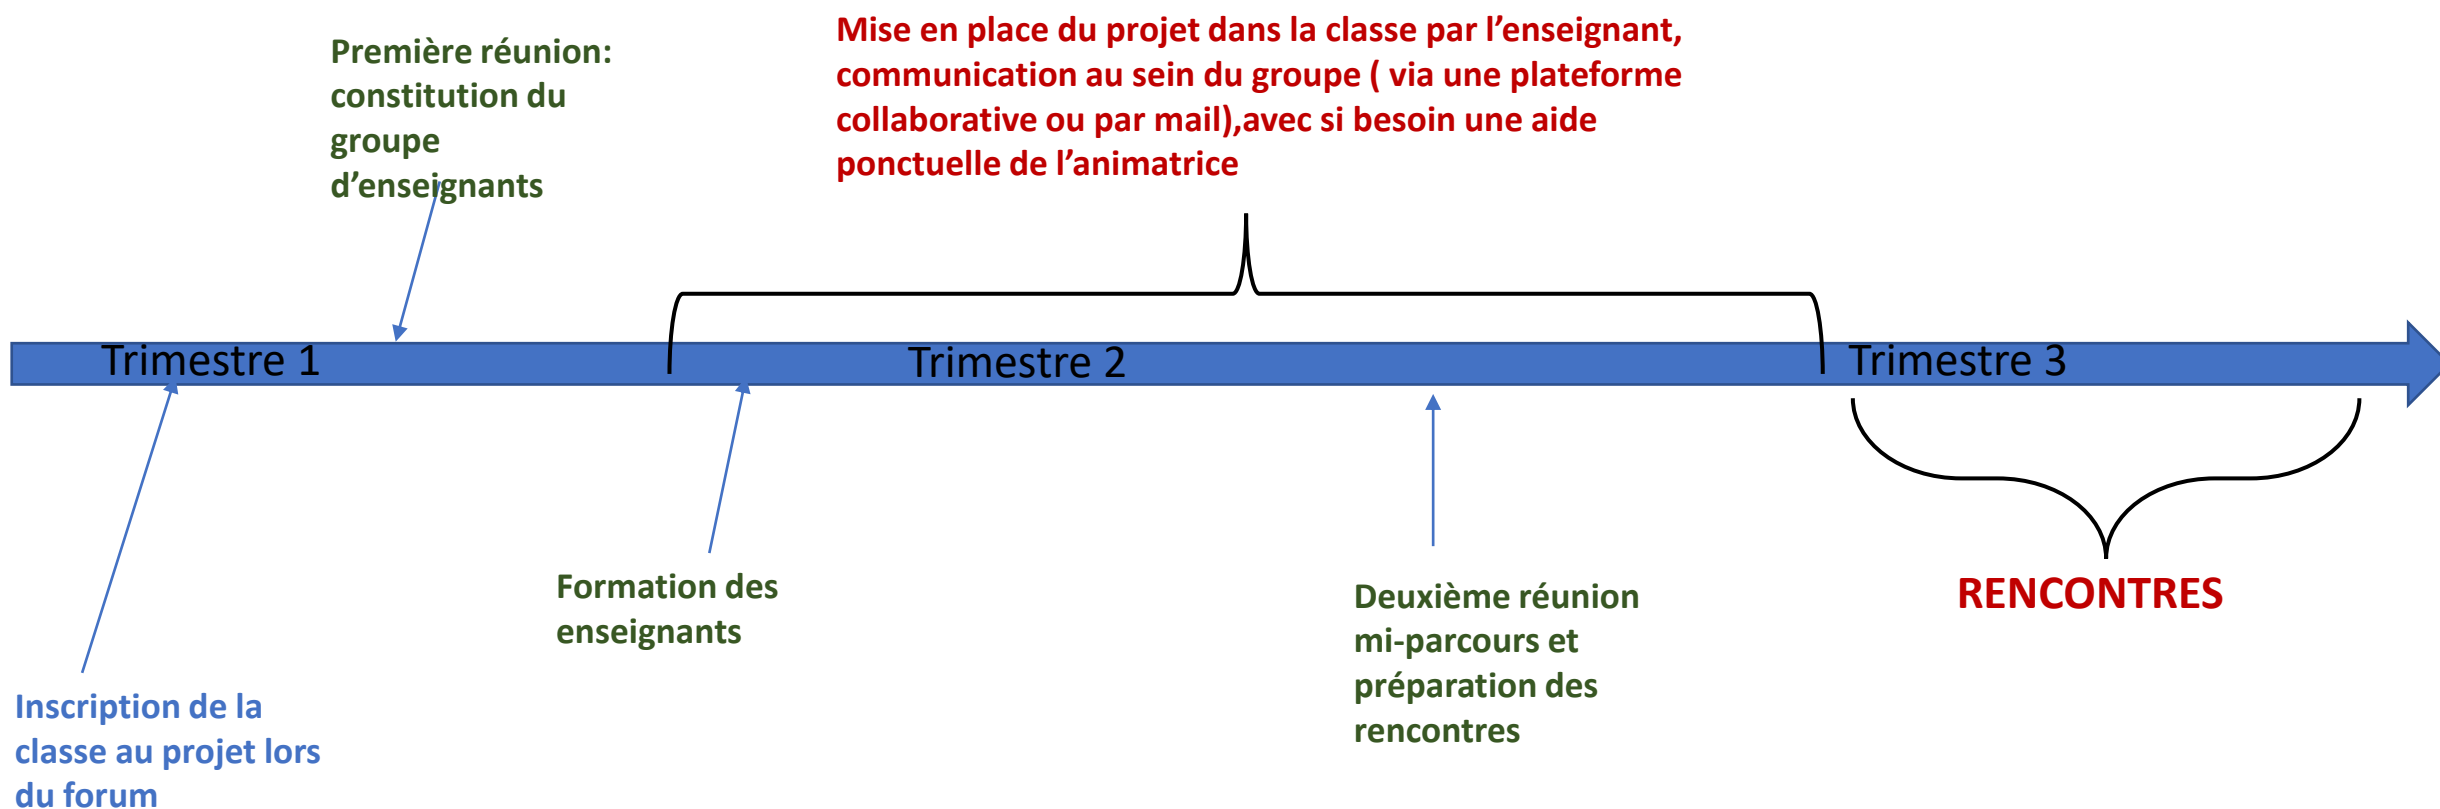 Première réunion:
constitution du
groupe
d’enseignants
Mise en place du projet dans la classe par l’enseignant,
communication au sein du groupe ( via une plateforme
collaborative ou par mail),avec si besoin une aide
ponctuelle de l’animatrice
Trimestre 1
Trimestre 2
Trimestre 3
Inscription de la
classe au projet lors
du forum
Formation des
enseignants
Deuxième réunion
mi-parcours et
préparation des
rencontres
RENCONTRES